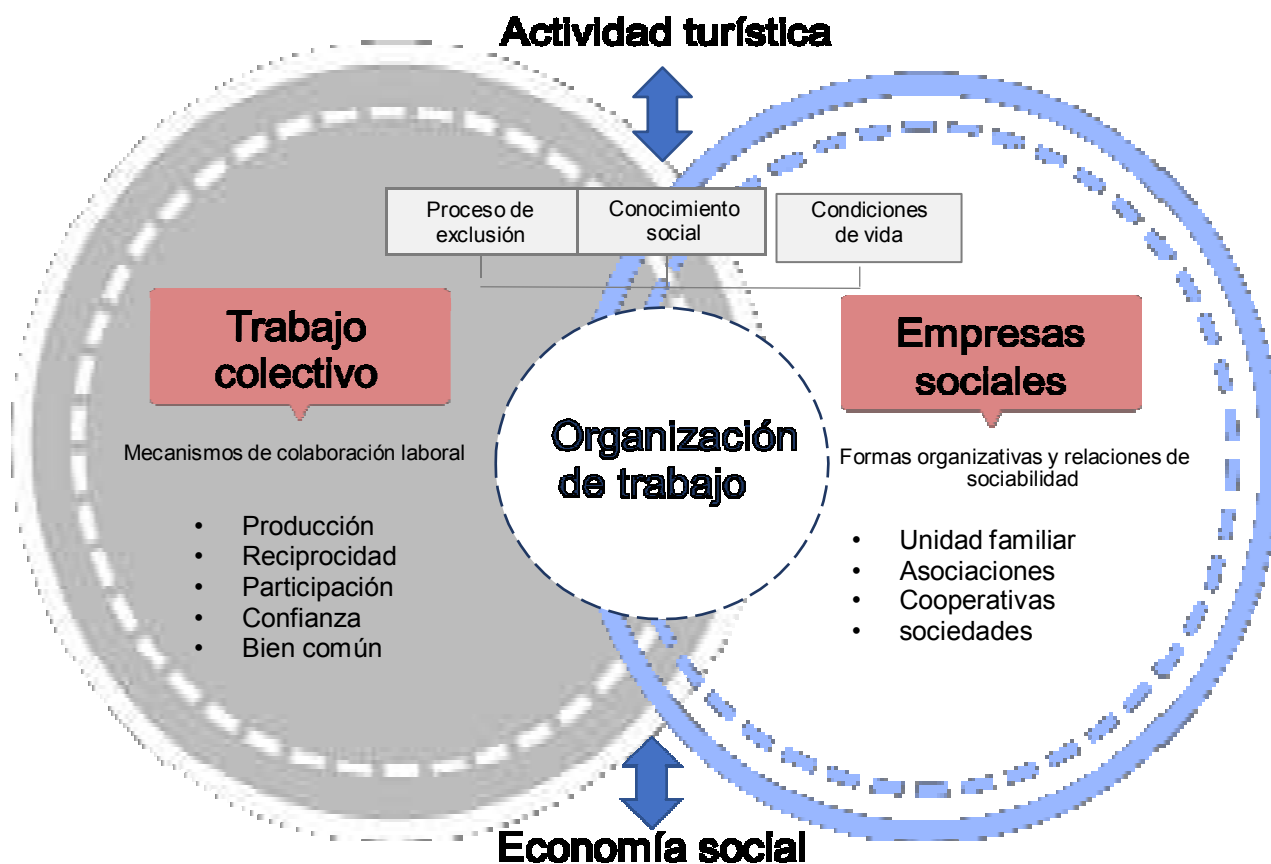 Actividad turística
Proceso de
exclusión
Conocimiento
social
Condiciones
de vida
Trabajo
colectivo
Mecanismos de colaboración laboral
• Producción
• Reciprocidad
• Participación
• Confianza
• Bien común
Organización
de trabajo
Empresas
sociales
Formas organizativas y relaciones de
sociabilidad
• Unidad familiar
• Asociaciones
• Cooperativas
• sociedades
Economía social